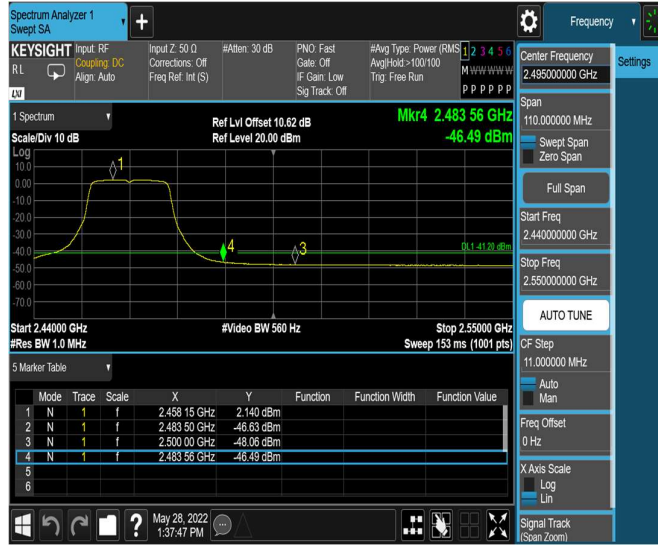 Spectrum Analyzer 1
Swept SA
+
Frequency
KEYSIGHT
RL
LXI
Input: RF
Coupling: DC
Align: Auto
Input Z: 50 Ω
Corrections: Off
Freq Ref: Int (S)
#Atten: 30 dB
PNO: Fast
Gate: Off
IF Gain: Low
Sig Track: Off
#Avg Type: Power (RMS
Avg|Hold:>100/100
Trig: Free Run
1 2 3 4 5 6
M W W W W W
P P P P P P
1 Spectrum
Scale/Div 10 dB
Ref Lvl Offset 10.62 dB
Ref Level 20.00 dBm
Mkr4 2.483 56 GHz
-46.49 dBm
Log
10.0
0.00
-10.0
-20.0
-30.0
-40.0
-50.0
-60.0
-70.0
1
4
3
DL1 -41.20 dBm
Start 2.44000 GHz
#Res BW 1.0 MHz
#Video BW 560 Hz
Stop 2.55000 GHz
Sweep 153 ms (1001 pts)
5 Marker Table
Mode Trace Scale X Y Function Function Width Function Value
1 N 1 f 2.458 15 GHz 2.140 dBm
2 N 1 f 2.483 50 GHz -46.63 dBm
3 N 1 f 2.500 00 GHz -48.06 dBm
4 N 1 f 2.483 56 GHz -46.49 dBm
5
6
May 28, 2022
1:37:47 PM
?
Center Frequency
2.495000000 GHz
Settings
Span
110.000000 MHz
Swept Span
Zero Span
Full Span
Start Freq
2.440000000 GHz
Stop Freq
2.550000000 GHz
AUTO TUNE
CF Step
11.000000 MHz
Auto
Man
Freq Offset
0 Hz
X Axis Scale
Log
Lin
Signal Track
(Span Zoom)